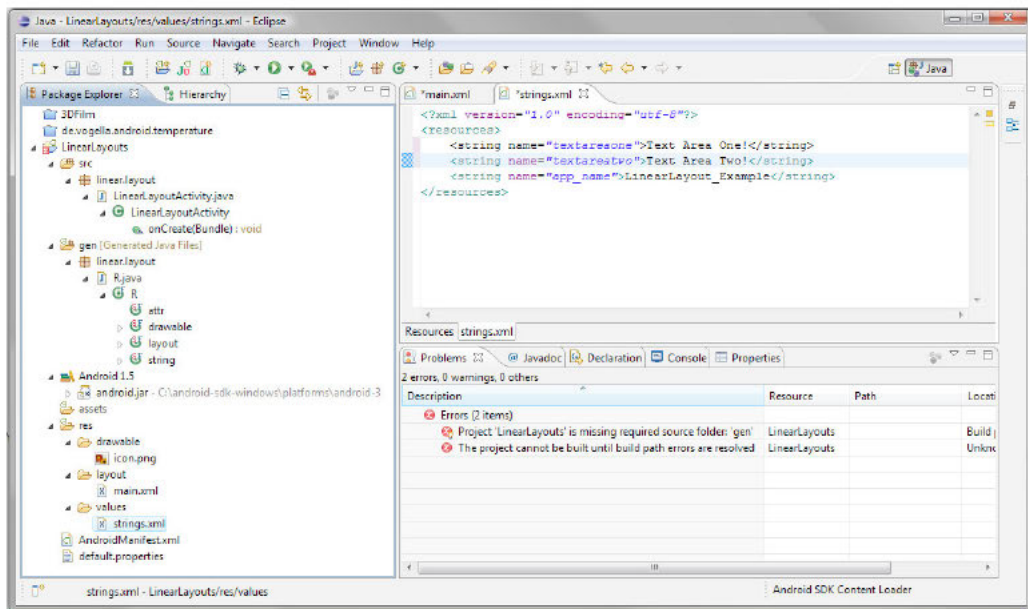 Java - LinearLayouts/res/values/strings.xml - Eclipse
File Edit Refactor Run Source Navigate Search Project Window Help
Java
Package Explorer
Hierarchy
3DFilm
de.vogella.android.temperature
LinearLayouts
src
linear.layout
LinearLayoutActivity.java
LinearLayoutActivity
onCreate(Bundle) : void
gen [Generated Java Files]
linear.layout
R.java
R
attr
drawable
layout
string
Android 1.5
android.jar - C:\android-sdk-windows\platforms\android-3
assets
res
drawable
icon.png
layout
main.xml
values
strings.xml
AndroidManifest.xml
default.properties
*main.xml
*strings.xml
<?xml version="1.0" encoding="utf-8"?>
<resources>
<string name="textareaone">Text Area One!</string>
<string name="textareatwo">Text Area Two!</string>
<string name="app_name">LinearLayout_Example</string>
</resources>
Resources strings.xml
Problems @ Javadoc Declaration Console Properties
2 errors, 0 warnings, 0 others
Description Resource Path Locati
Errors (2 items)
Project 'LinearLayouts' is missing required source folder: 'gen' LinearLayouts Build
The project cannot be built until build path errors are resolved LinearLayouts Unkno
strings.xml - LinearLayouts/res/values
Android SDK Content Loader